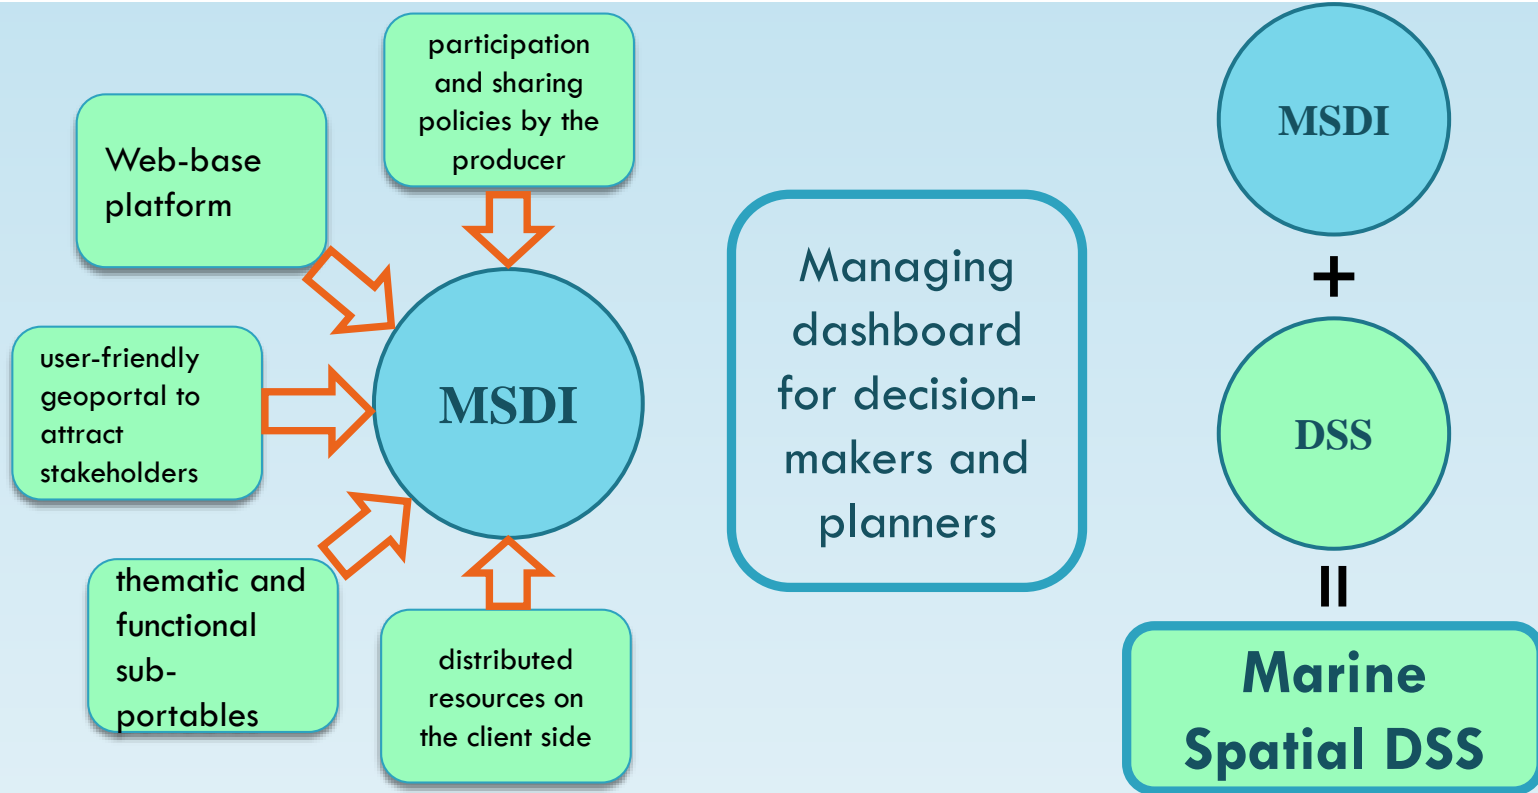 participation
and sharing
policies by the
producer
Web-base
platform
user-friendly
geoportal to
attract
stakeholders
thematic and
functional
sub-
portables
distributed
resources on
the client side
MSDI
Managing
dashboard
for decision-
makers and
planners
MSDI
+
DSS
=
Marine
Spatial DSS